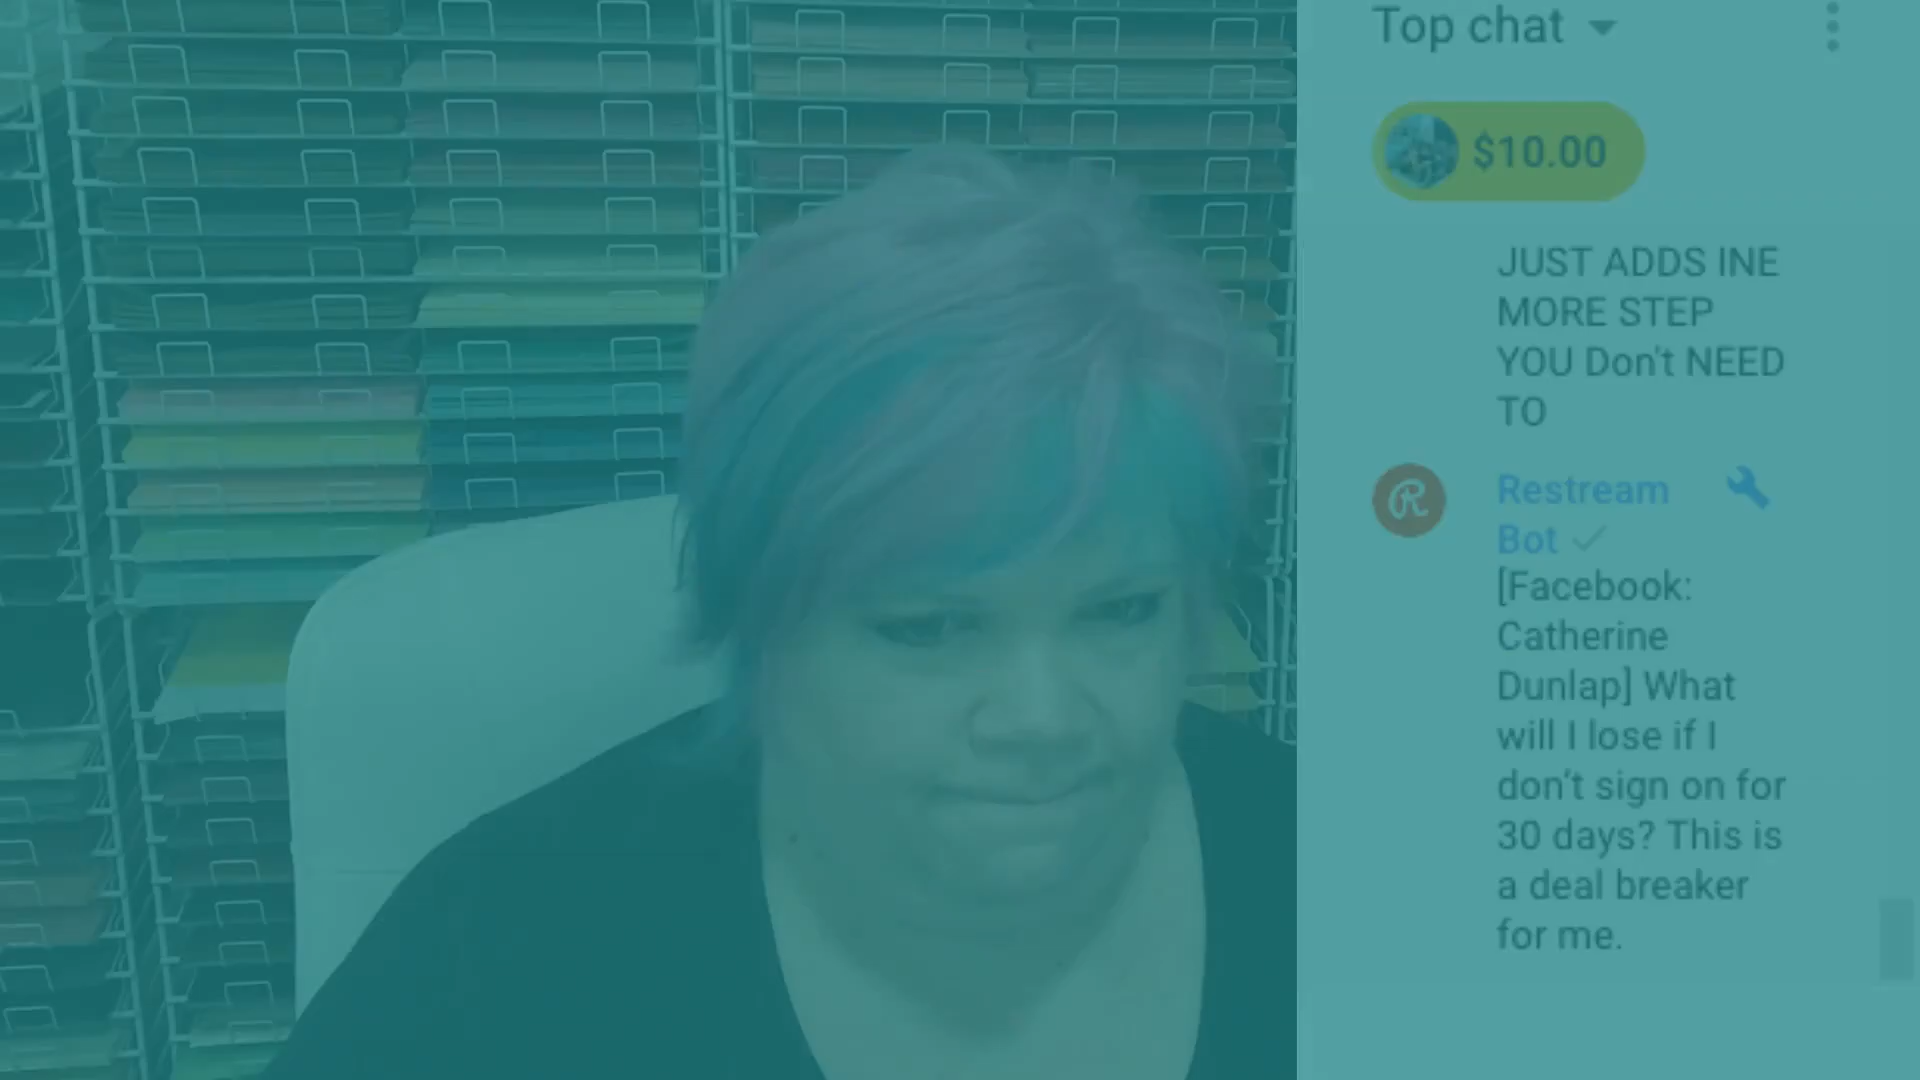 Top chat
$10.00
JUST ADDS INE
MORE STEP
YOU Don't NEED
TO
Restream
Bot
[Facebook:
Catherine
Dunlap] What
will I lose if I
don't sign on for
30 days? This is
a deal breaker
for me.